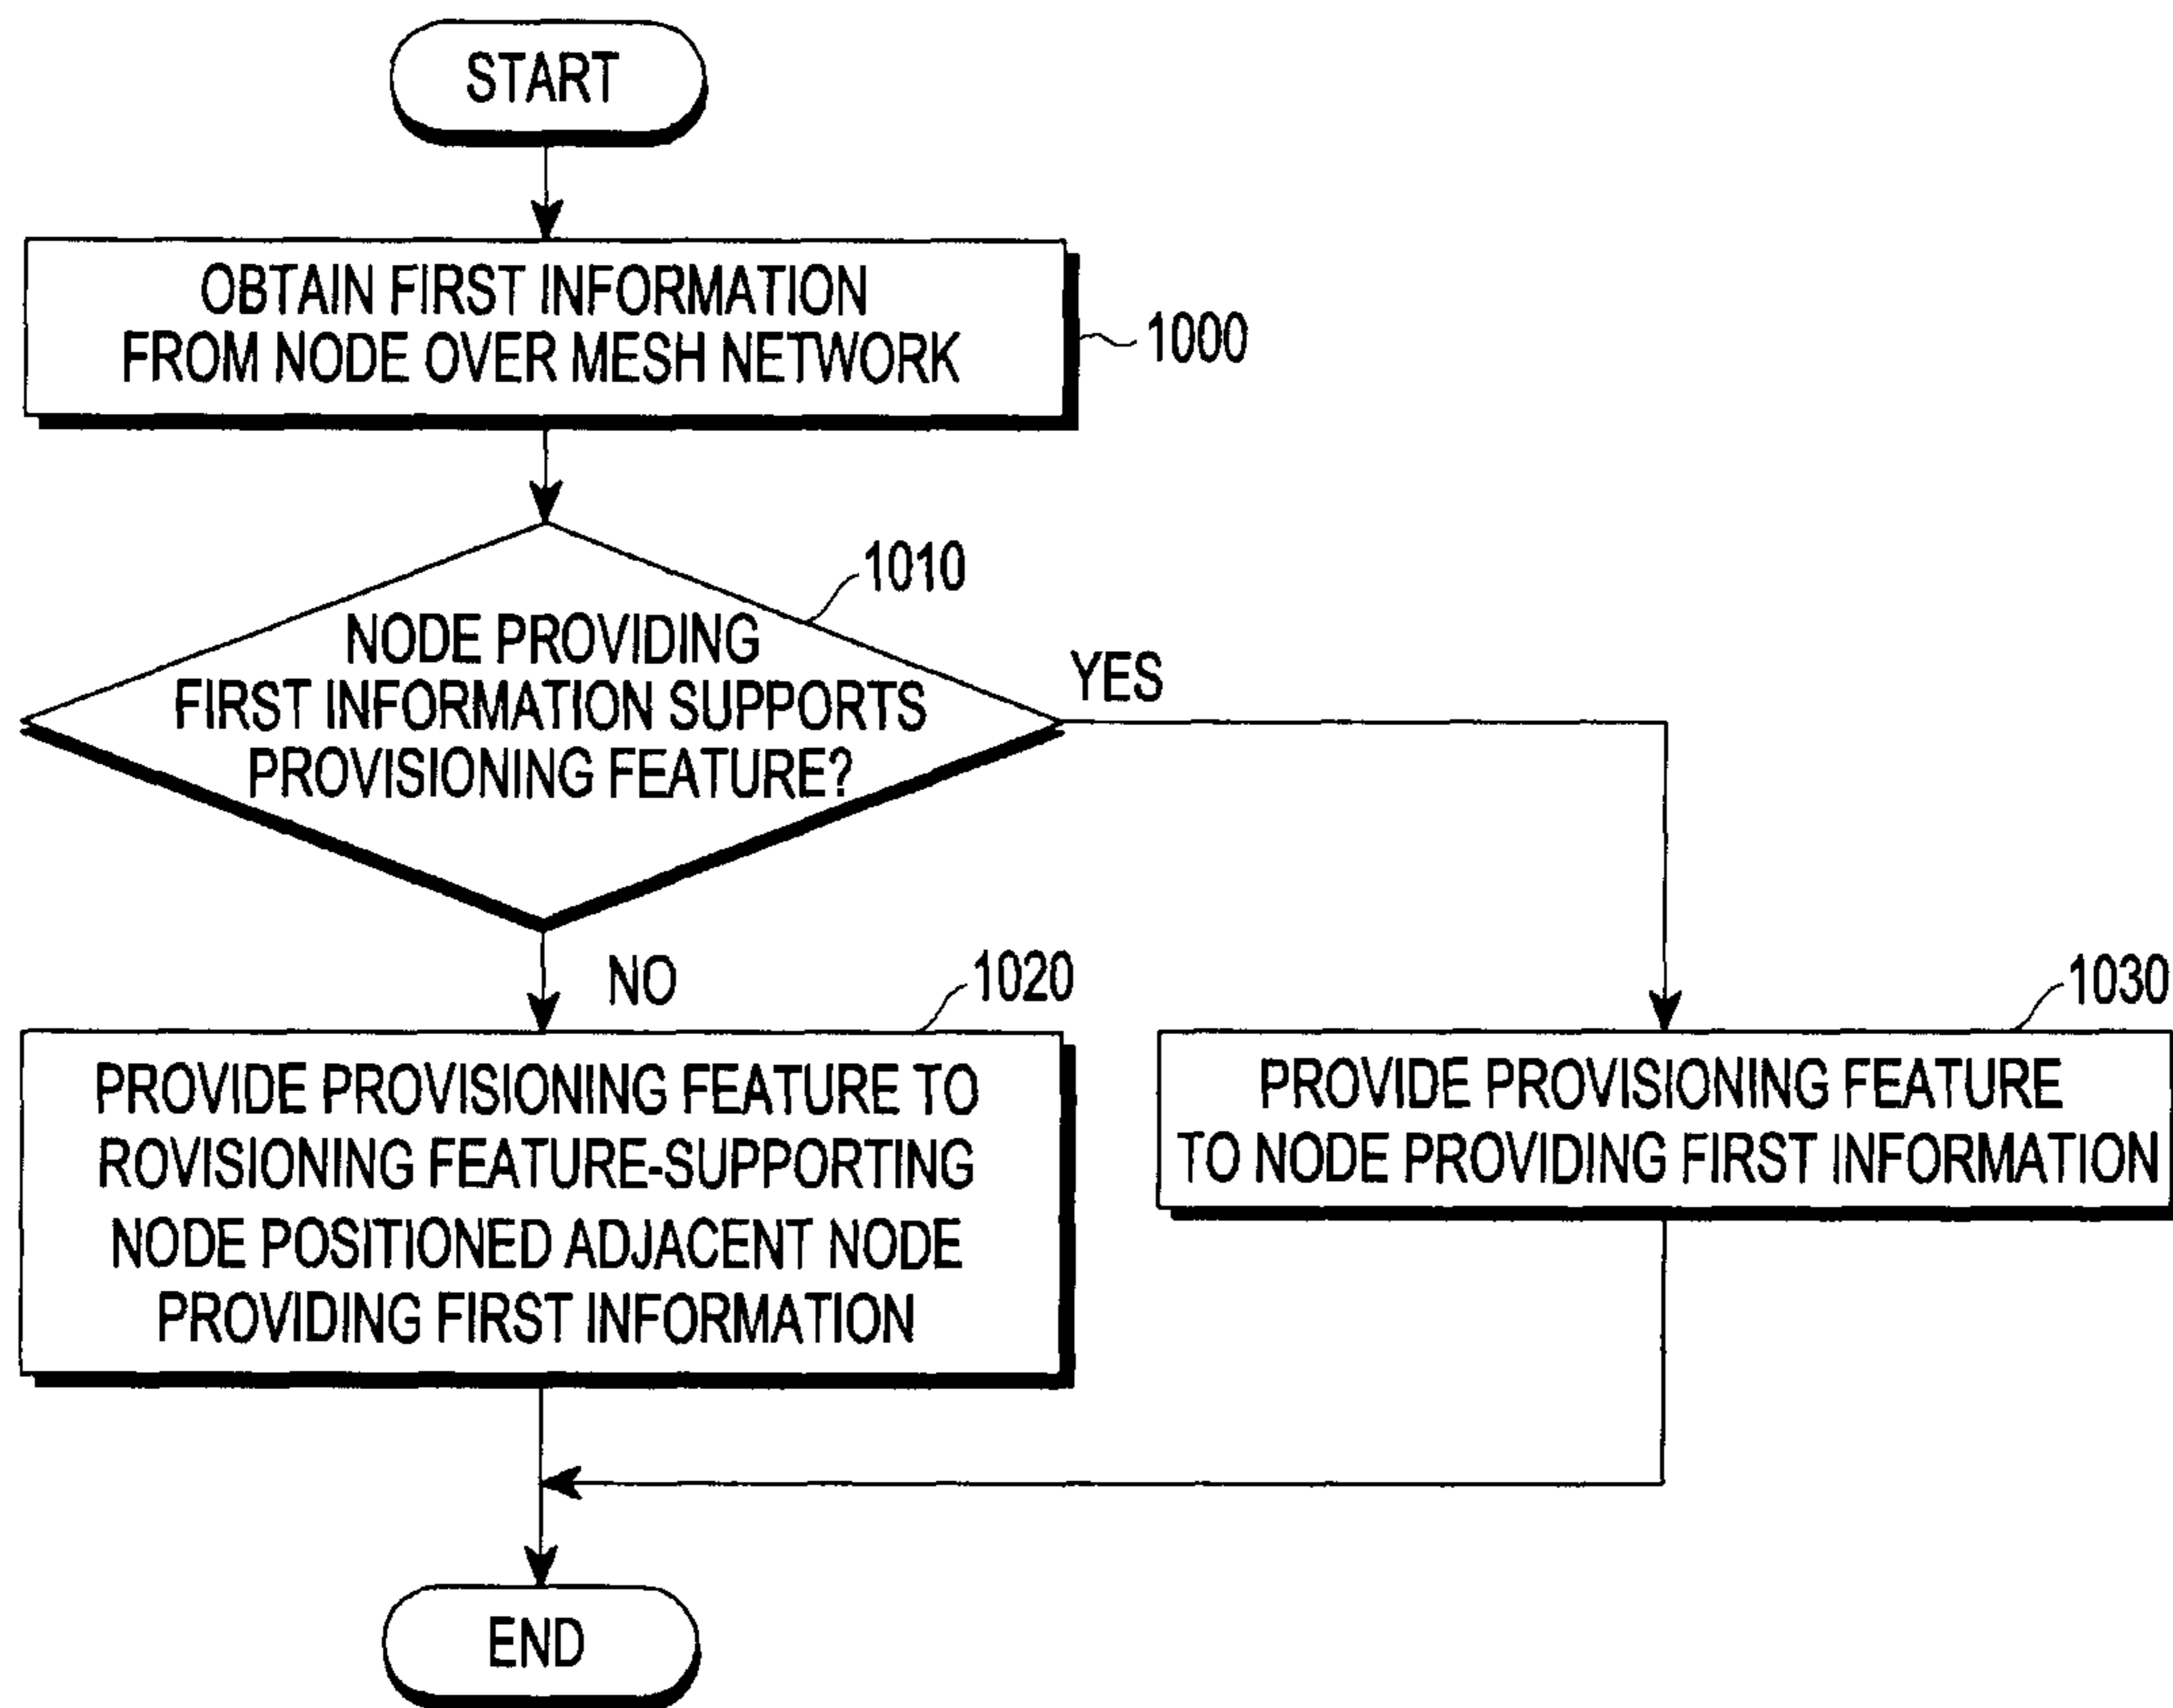 START
OBTAIN FIRST INFORMATION
FROM NODE OVER MESH NETWORK
1000
1010
NODE PROVIDING
FIRST INFORMATION SUPPORTS
PROVISIONING FEATURE?
YES
NO
1020
PROVIDE PROVISIONING FEATURE TO
ROVISIONING FEATURE-SUPPORTING
NODE POSITIONED ADJACENT NODE
PROVIDING FIRST INFORMATION
1030
PROVIDE PROVISIONING FEATURE
TO NODE PROVIDING FIRST INFORMATION
END